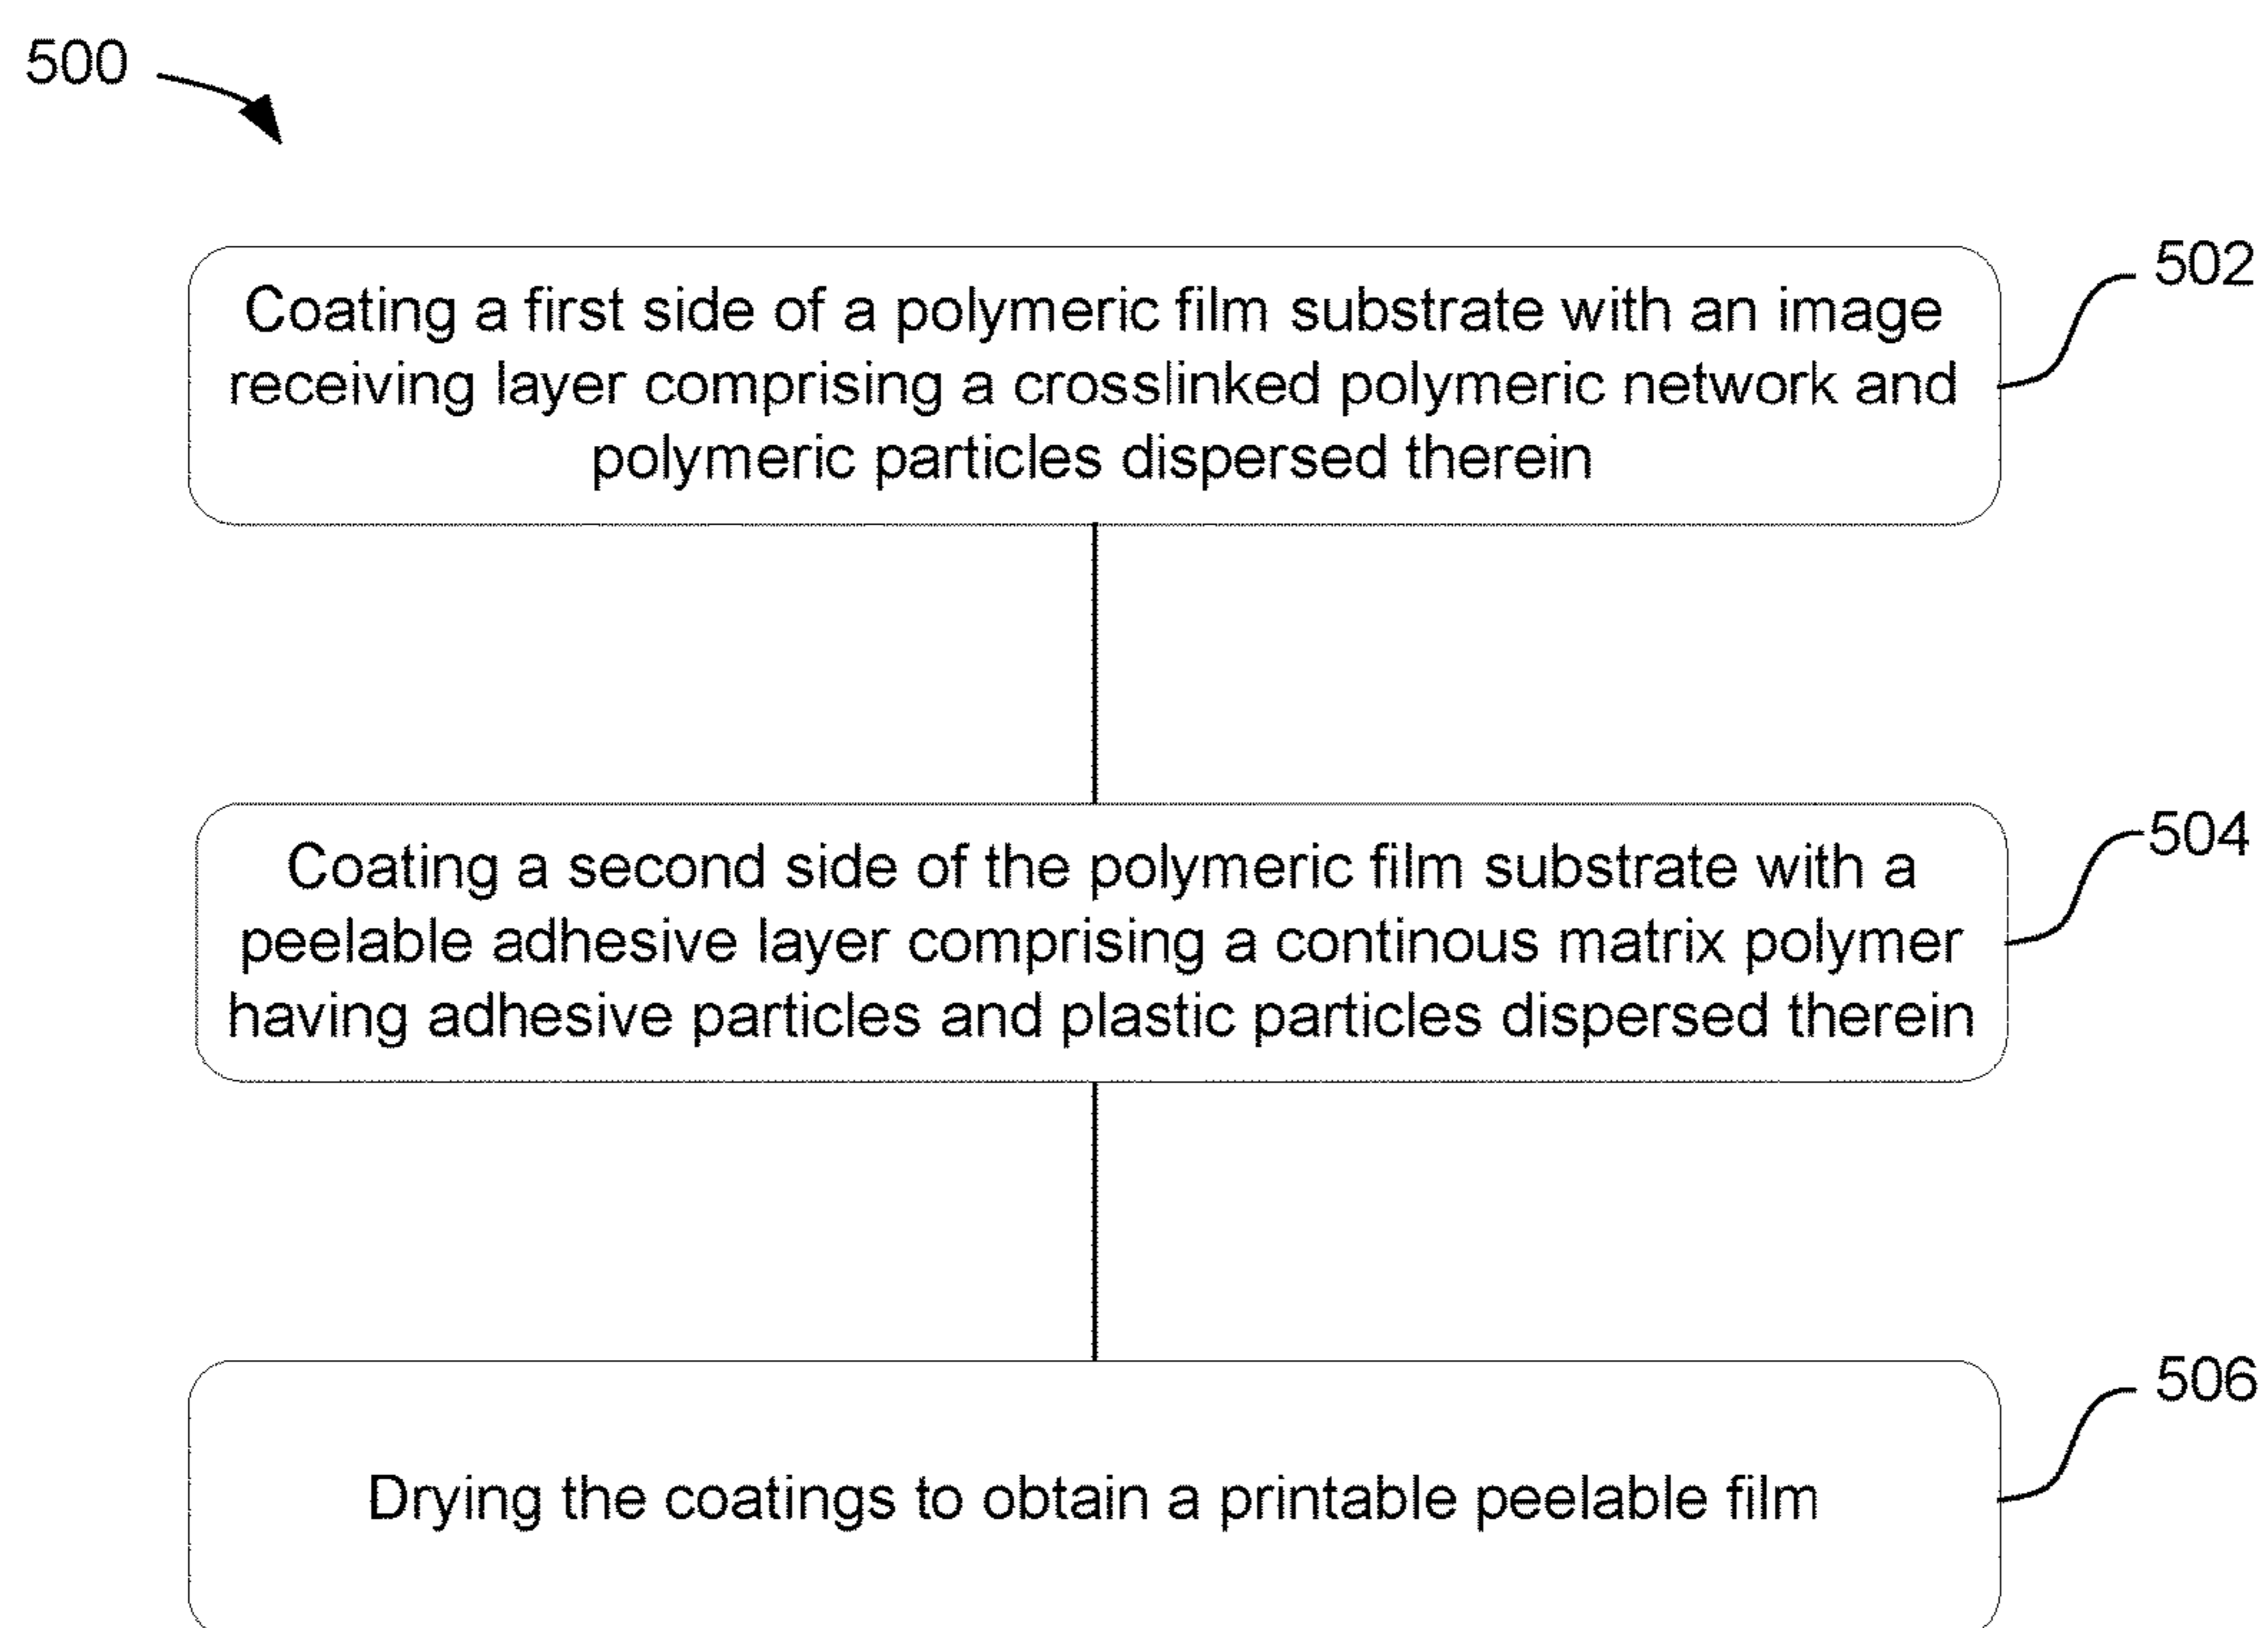 500
502
Coating a first side of a polymeric film substrate with an image
receiving layer comprising a crosslinked polymeric network and
polymeric particles dispersed therein
504
Coating a second side of the polymeric film substrate with a
peelable adhesive layer comprising a continous matrix polymer
having adhesive particles and plastic particles dispersed therein
506
Drying the coatings to obtain a printable peelable film